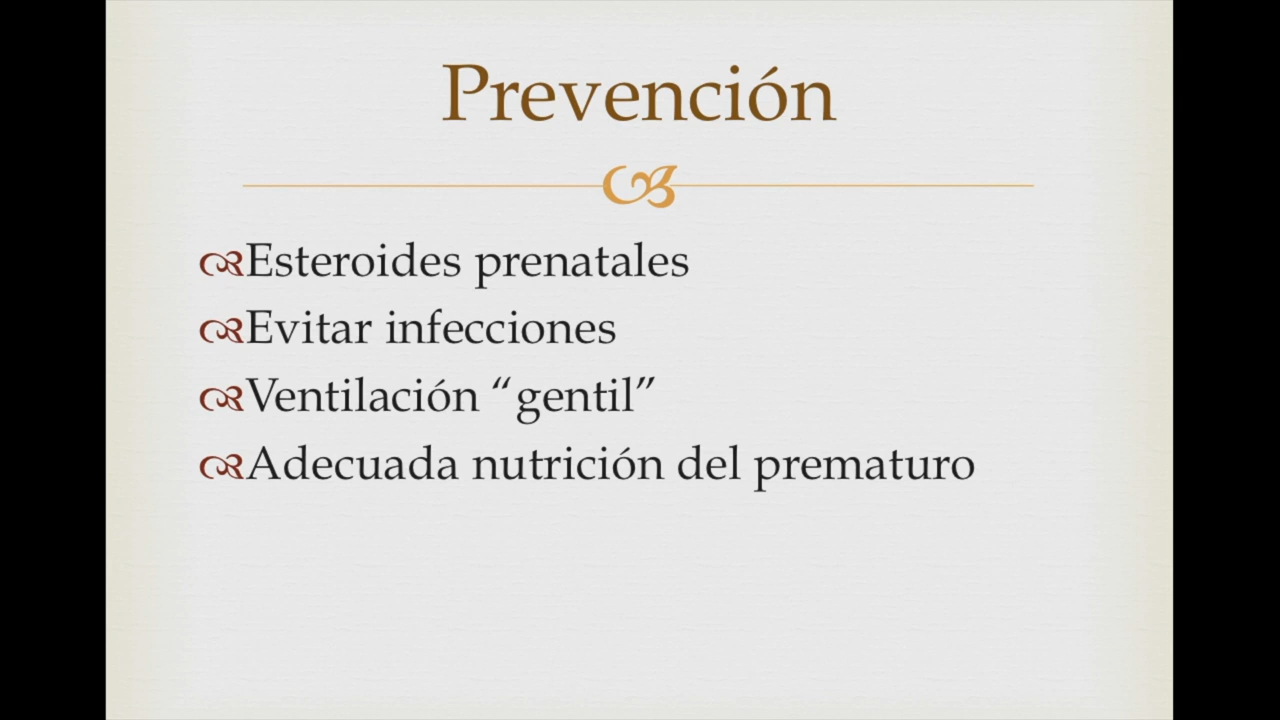 Prevención
Esteroides prenatales
Evitar infecciones
Ventilación “gentil”
Adecuada nutrición del prematuro